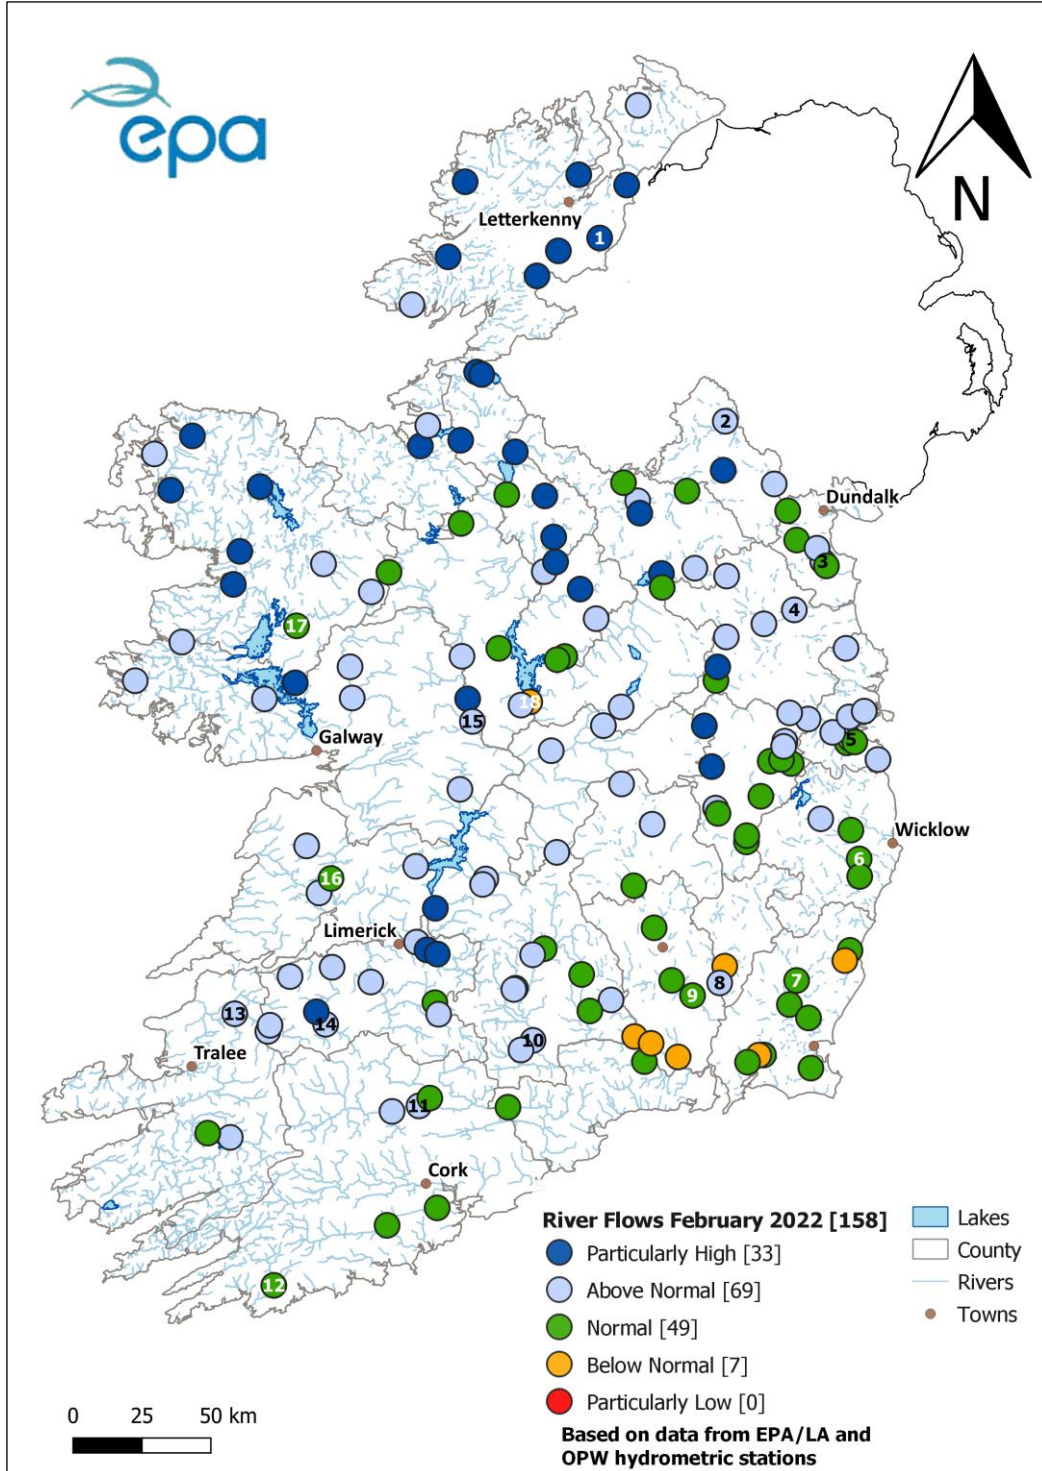 epa
N
Letterkenny
1
2
Dundalk
3
4
17
18
15
Galway
5
Wicklow
6
16
Limerick
7
8
9
13
14
10
Tralee
11
Cork
12
River Flows February 2022 [158]
Particularly High [33]
Above Normal [69]
Normal [49]
Below Normal [7]
Particularly Low [0]
Lakes
County
Rivers
Towns
0 25 50 km
Based on data from EPA/LA and
OPW hydrometric stations